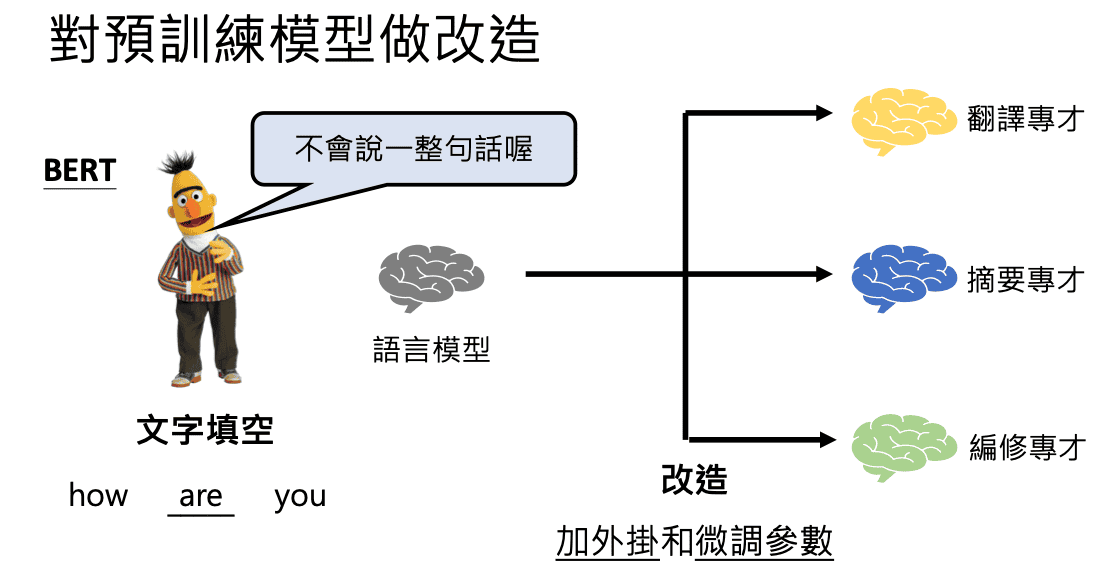 對預訓練模型做改造
不會說一整句話喔
BERT
翻譯專才
語言模型
摘要專才
文字填空
how are you
編修專才
改造
加外掛和微調參數